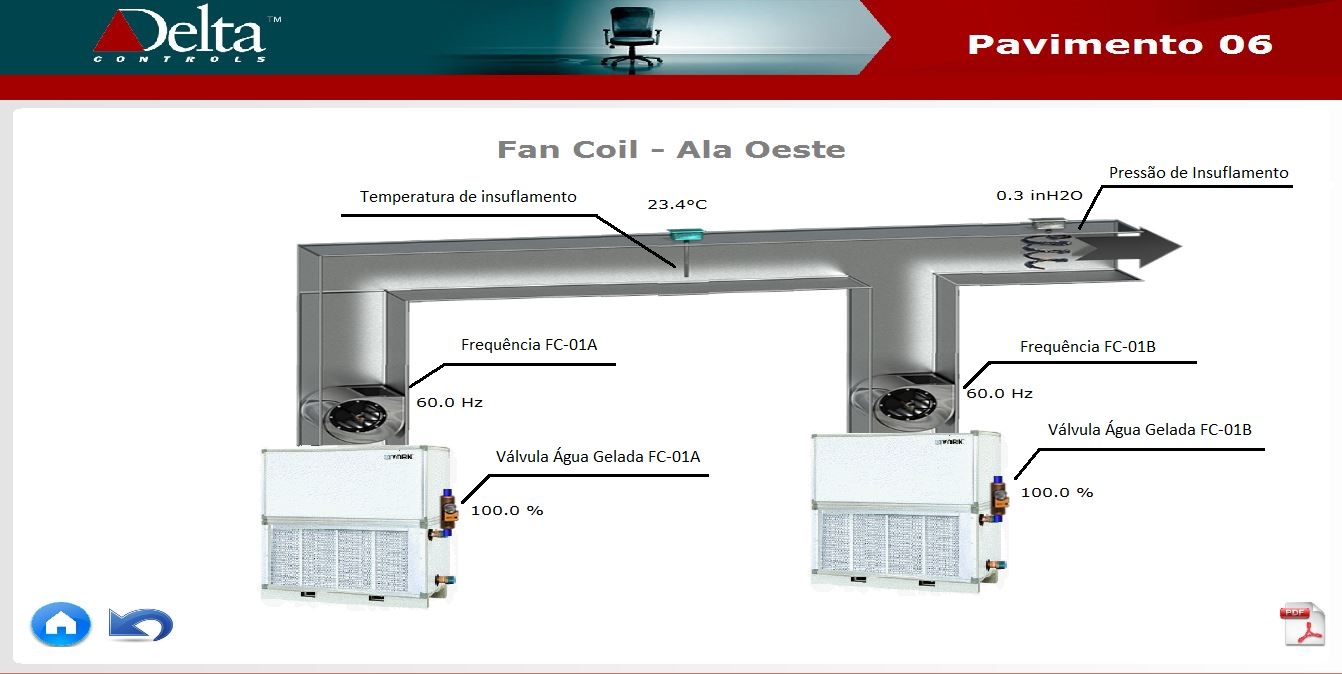 Delta™
CONTROLS
Pavimento 06
Fan Coil - Ala Oeste
Pressão de Insuflamento
Temperatura de insuflamento
23.4°C
0.3 inH2O
Frequência FC-01A
Frequência FC-01B
60.0 Hz
60.0 Hz
Válvula Água Gelada FC-01A
Válvula Água Gelada FC-01B
YORK
YORK
100.0 %
100.0 %
PDF